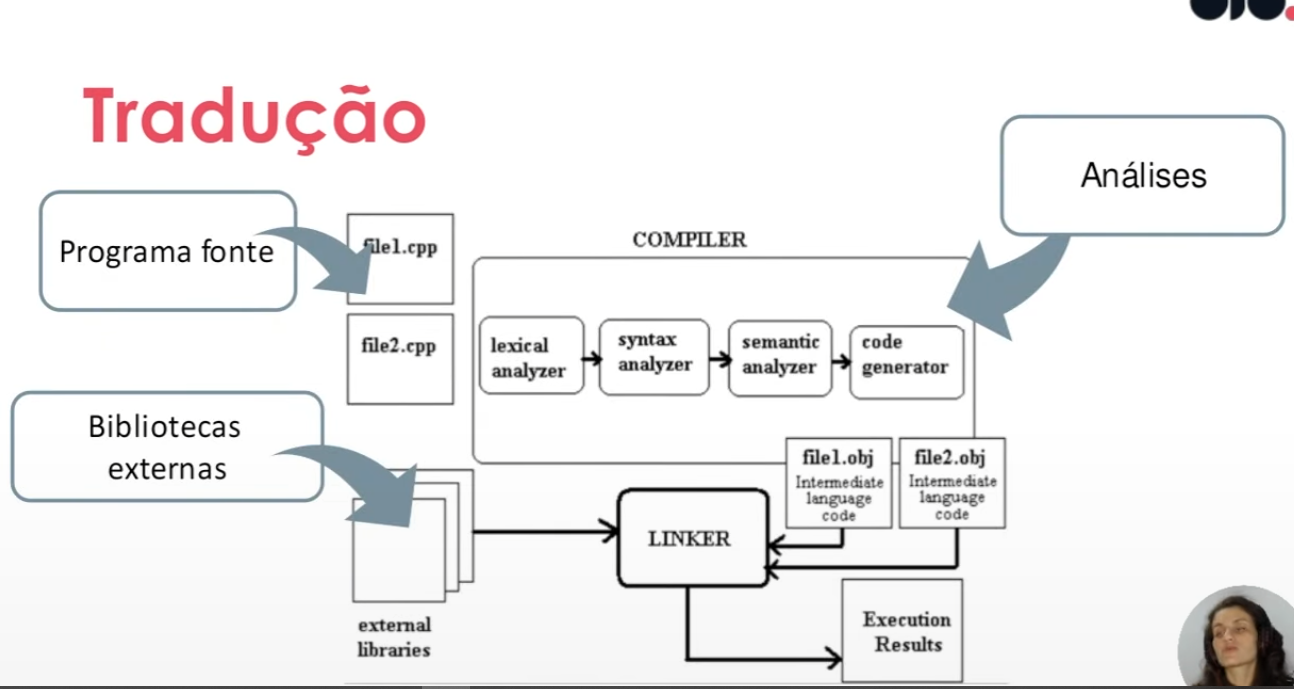 Tradução
Análises
Programa fonte
file1.cpp
COMPILER
file2.cpp
lexical
analyzer
syntax
analyzer
semantic
analyzer
code
generator
Bibliotecas
externas
file1.obj
Intermediate
language
code
file2.obj
Intermediate
language
code
LINKER
external
libraries
Execution
Results